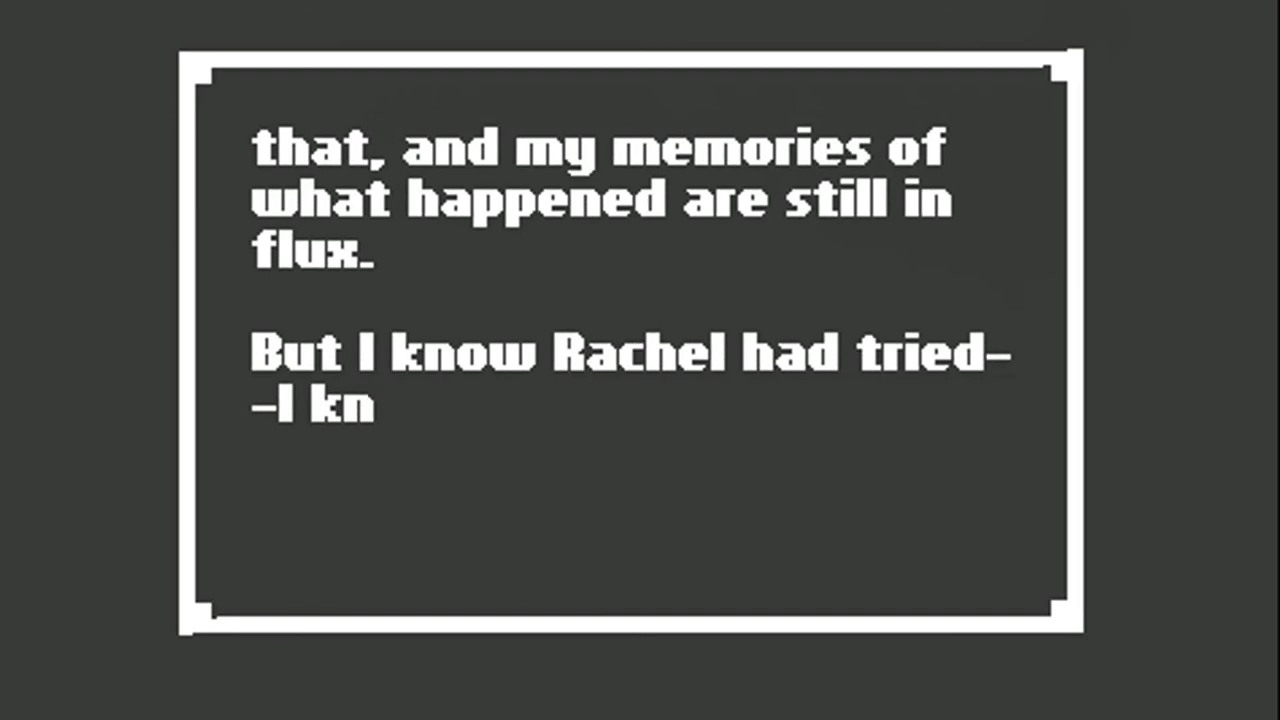 that, and my memories of
what happened are still in
flux.
But I know Rachel had tried-
-I kn